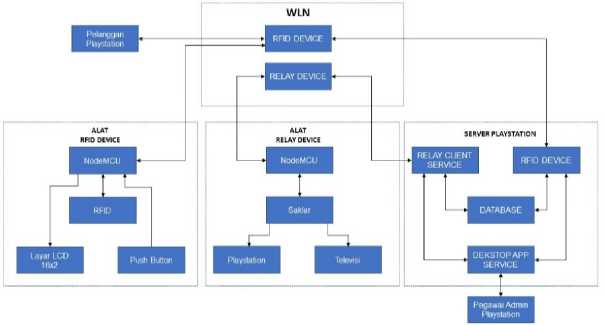 WLN
Pelanggan
Playstation
RFID DEVICE
RELAY DEVICE
ALAT
RFID DEVICE
NodeMCU
RFID
Layar LCD
16x2
Push Button
ALAT
RELAY DEVICE
NodeMCU
Saklar
Playstation
Televisi
SERVER PLAYSTATION
RELAY CLIENT
SERVICE
RFID DEVICE
DATABASE
DEKSTOP APP
SERVICE
Pegawai Admin
Playstation